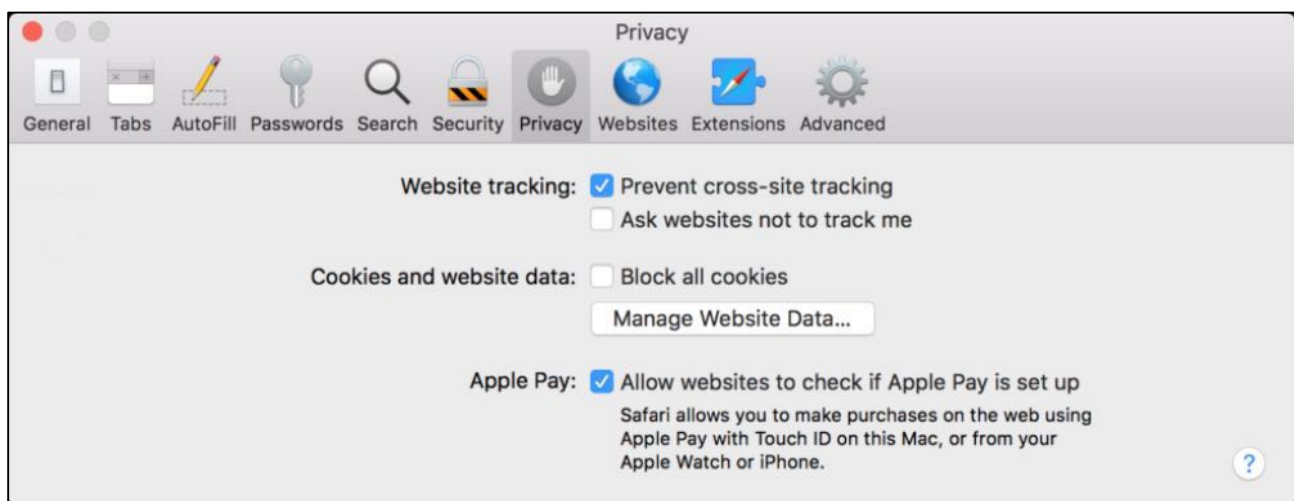 Privacy
General Tabs AutoFill Passwords Search Security Privacy Websites Extensions Advanced
Website tracking: Prevent cross-site tracking
Ask websites not to track me
Cookies and website data: Block all cookies
Manage Website Data...
Apple Pay: Allow websites to check if Apple Pay is set up
Safari allows you to make purchases on the web using
Apple Pay with Touch ID on this Mac, or from your
Apple Watch or iPhone.
?